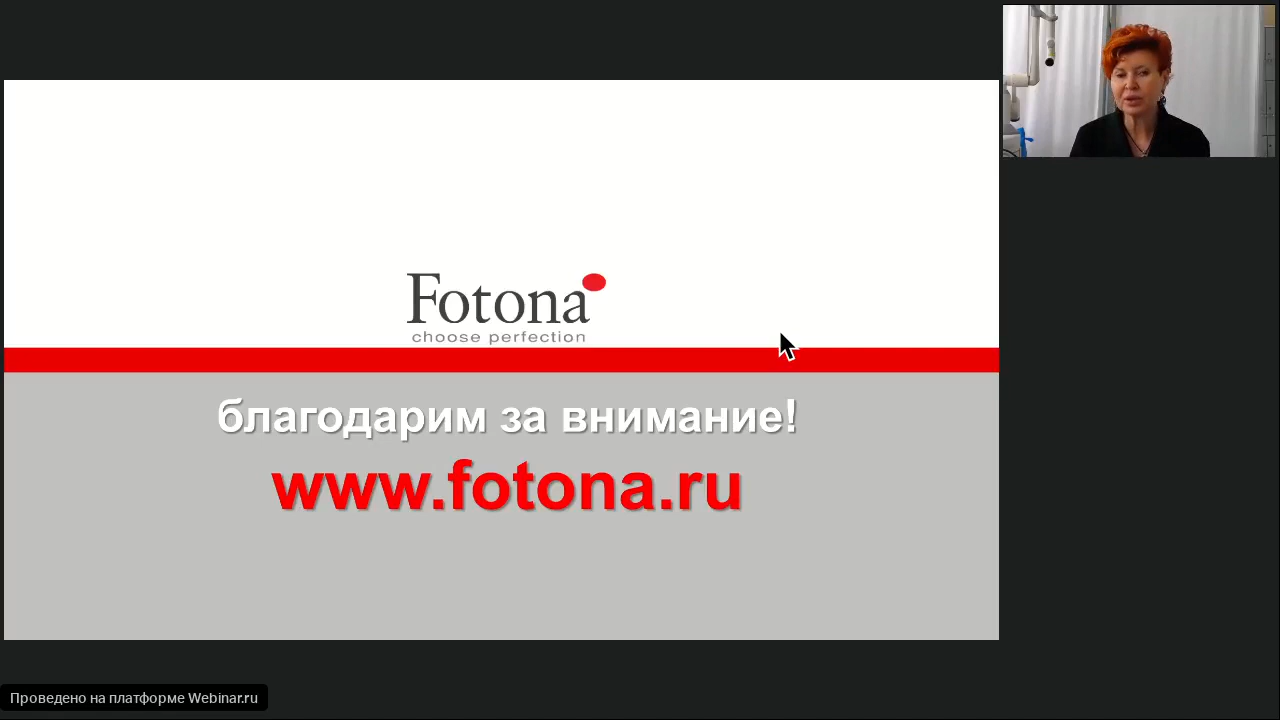 Fotona
choose perfection
благодарим за внимание!
www.fotona.ru
Проведено на платформе Webinar.ru